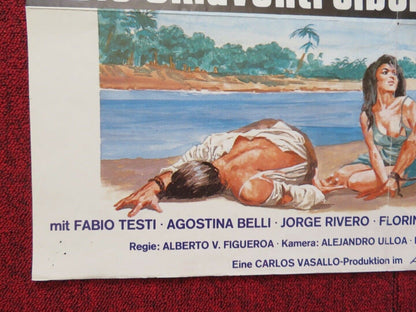 mit FABIO TESTI · AGOSTINA BELLI · JORGE RIVERO ·
Regie: ALBERTO V. FIGUEROA · Kamera: ALEJANDRO ULLOA ·
Eine CARLOS VASALLO-Produktion im